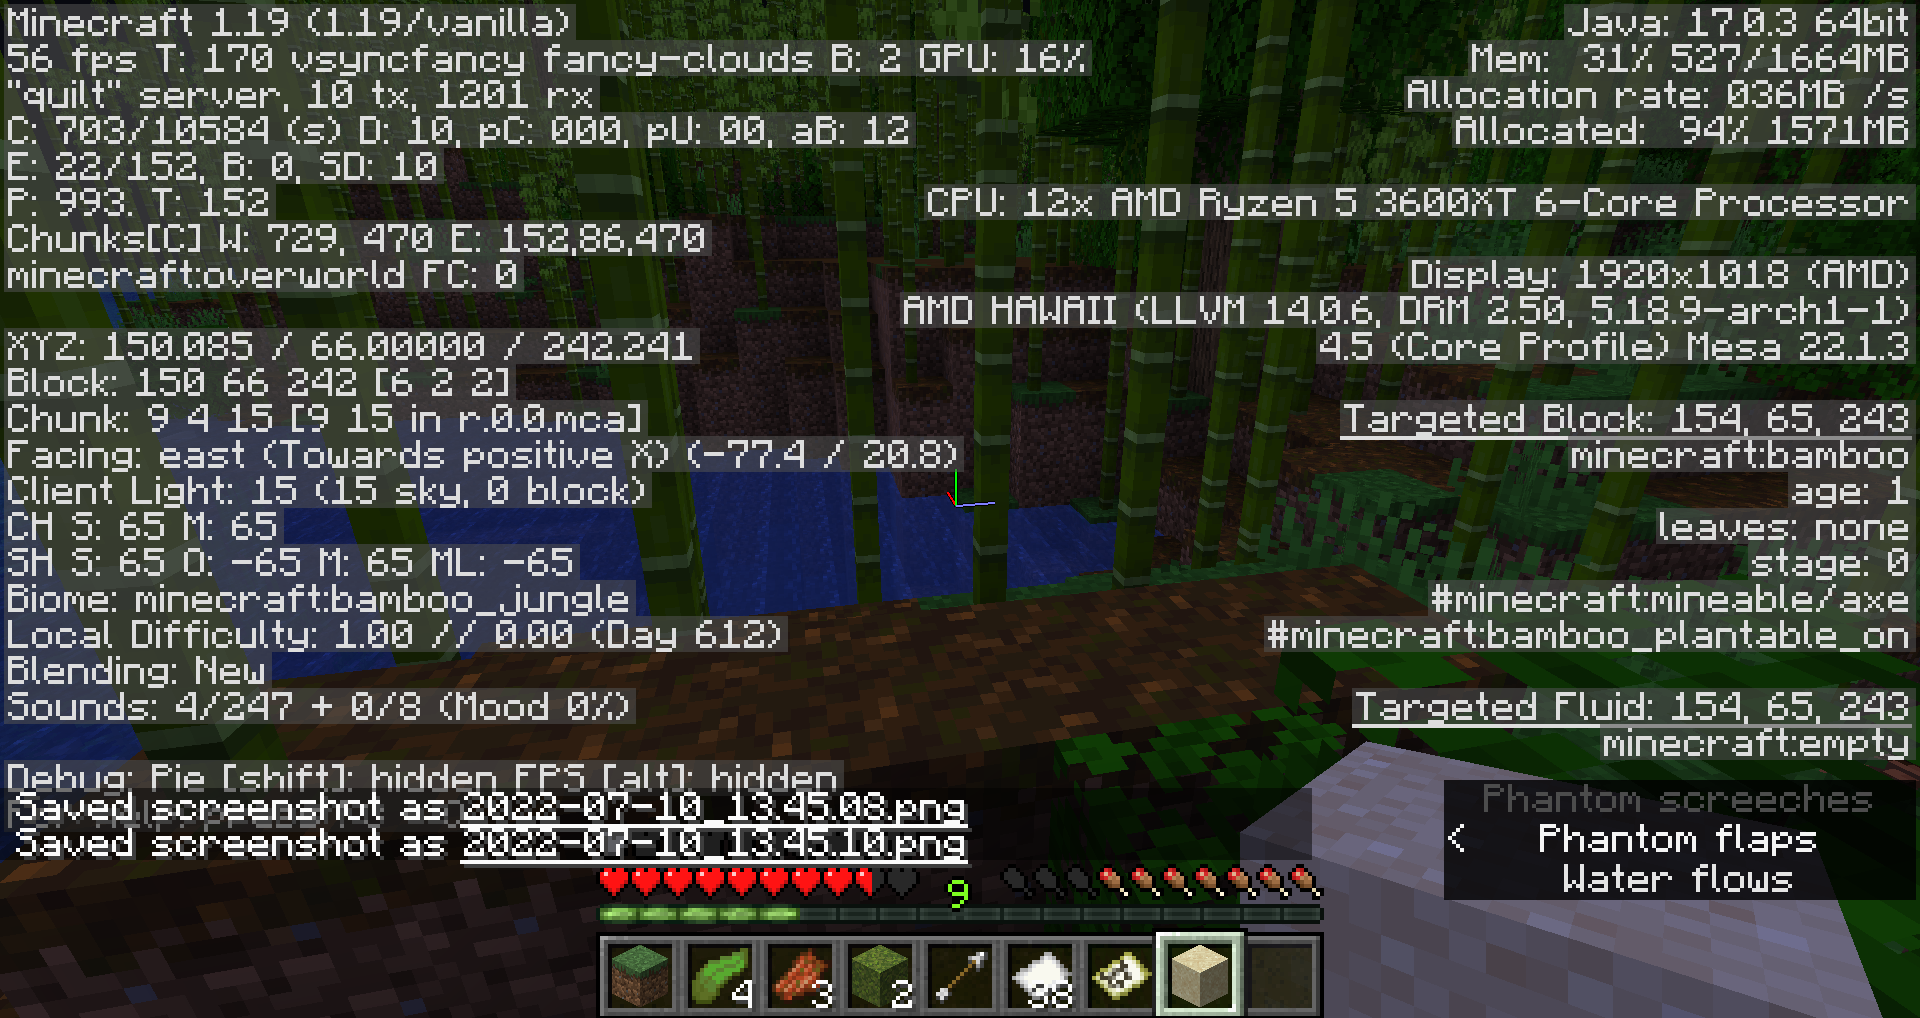 Minecraft 1.19 (1.19/vanilla)
56 fps T: 170 vsyncfancy fancy-clouds B: 2 GPU: 16%
"quilt" server, 10 tx, 1201 rx
C: 703/10584 (s) D: 10, pC: 000, pU: 00, aB: 12
E: 22/152, B: 0, SD: 10
P: 993. T: 152
Chunks[C] W: 729, 470 E: 152,86,470
minecraft:overworld FC: 0
XYZ: 150.085 / 66.00000 / 242.241
Block: 150 66 242 [6 2 2]
Chunk: 9 4 15 [9 15 in r.0.0.mca]
Facing: east (Towards positive X) (-77.4 / 20.8)
Client Light: 15 (15 sky, 0 block)
CH S: 65 M: 65
SH S: 65 O: -65 M: 65 ML: -65
Biome: minecraft:bamboo_jungle
Local Difficulty: 1.00 // 0.00 (Day 612)
Blending: New
Sounds: 4/247 + 0/8 (Mood 0%)
Debug: Pie [shift]: hidden FPS [alt]: hidden
Saved screenshot as 2022-07-10_13.45.08.png
Saved screenshot as 2022-07-10_13.45.10.png
Java: 17.0.3 64bit
Mem: 31% 527/1664MB
Allocation rate: 036MB /s
Allocated: 94% 1571MB
CPU: 12x AMD Ryzen 5 3600XT 6-Core Processor
Display: 1920x1018 (AMD)
AMD HAWAII (LLVM 14.0.6, DRM 2.50, 5.18.9-arch1-1)
4.5 (Core Profile) Mesa 22.1.3
Targeted Block: 154, 65, 243
minecraft:bamboo
age: 1
leaves: none
stage: 0
#minecraft:mineable/axe
#minecraft:bamboo_plantable_on
Targeted Fluid: 154, 65, 243
minecraft:empty
Phantom screeches
< Phantom flaps
Water flows
9
4
3
2
98